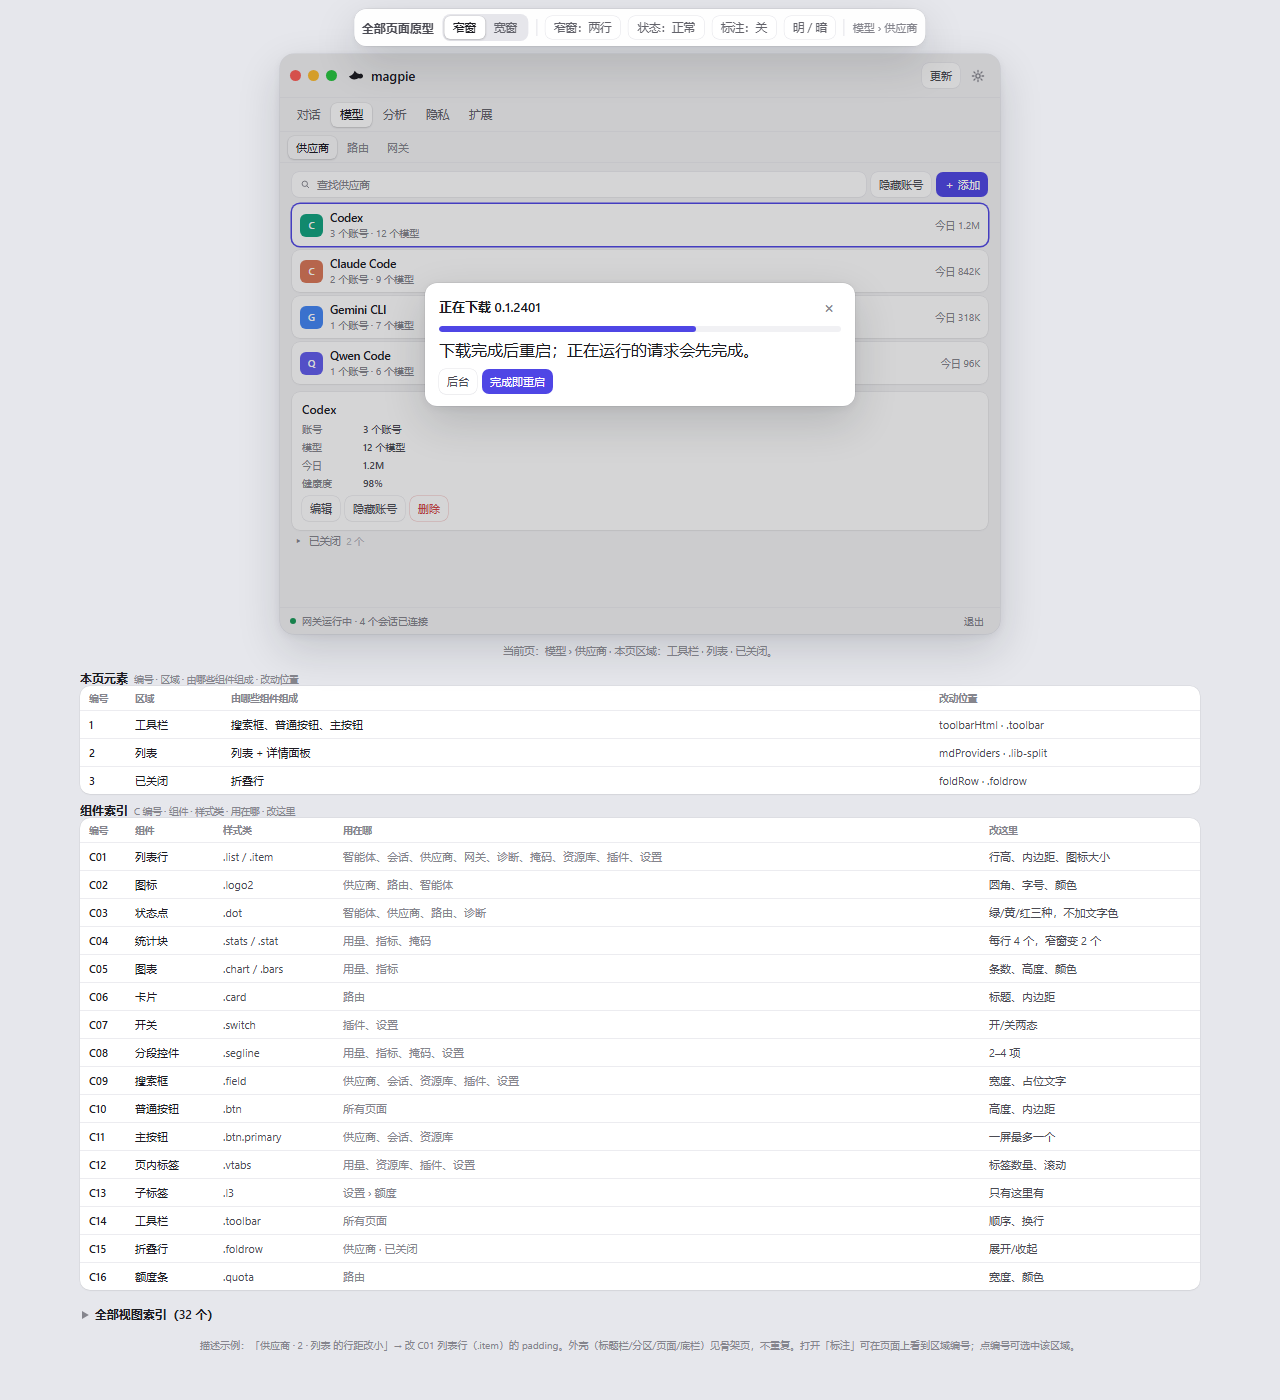 全部页面原型 窄窗 宽窗 窄窗：两行 状态：正常 标注：关 明 / 暗 模型 › 供应商
magpie 更新
对话 模型 分析 隐私 扩展
供应商 路由 网关
查找供应商 隐藏账号 + 添加
C Codex 今日 1.2M
3 个账号 · 12 个模型
C Claude Code 今日 842K
2 个账号 · 9 个模型
G Gemini CLI 今日 318K
1 个账号 · 7 个模型
Q Qwen Code 今日 96K
1 个账号 · 6 个模型
正在下载 0.1.2401 ×
下载完成后重启；正在运行的请求会先完成。
后台 完成即重启
Codex
账号 3 个账号
模型 12 个模型
今日 1.2M
健康度 98%
编辑 隐藏账号 删除
▸ 已关闭 2 个
网关运行中 · 4 个会话已连接 退出
当前页：模型 › 供应商 · 本页区域：工具栏 · 列表 · 已关闭。
本页元素 编号 · 区域 · 由哪些组件组成 · 改动位置
编号 区域 由哪些组件组成 改动位置
1 工具栏 搜索框、普通按钮、主按钮 toolbarHtml · .toolbar
2 列表 列表 + 详情面板 mdProviders · .lib-split
3 已关闭 折叠行 foldRow · .foldrow
组件索引 C 编号 · 组件 · 样式类 · 用在哪 · 改这里
编号 组件 样式类 用在哪 改这里
C01 列表行 .list / .item 智能体、会话、供应商、网关、诊断、掩码、资源库、插件、设置 行高、内边距、图标大小
C02 图标 .logo2 供应商、路由、智能体 圆角、字号、颜色
C03 状态点 .dot 智能体、供应商、路由、诊断 绿/黄/红三种，不加文字色
C04 统计块 .stats / .stat 用量、指标、掩码 每行 4 个，窄窗变 2 个
C05 图表 .chart / .bars 用量、指标 条数、高度、颜色
C06 卡片 .card 路由 标题、内边距
C07 开关 .switch 插件、设置 开/关两态
C08 分段控件 .segline 用量、指标、掩码、设置 2–4 项
C09 搜索框 .field 供应商、会话、资源库、插件、设置 宽度、占位文字
C10 普通按钮 .btn 所有页面 高度、内边距
C11 主按钮 .btn.primary 供应商、会话、资源库 一屏最多一个
C12 页内标签 .vtabs 用量、资源库、插件、设置 标签数量、滚动
C13 子标签 .l3 设置 › 额度 只有这里有
C14 工具栏 .toolbar 所有页面 顺序、换行
C15 折叠行 .foldrow 供应商 · 已关闭 展开/收起
C16 额度条 .quota 路由 宽度、颜色
▶ 全部视图索引（32 个）
描述示例：「供应商 · 2 · 列表 的行距改小」→ 改 C01 列表行（.item）的 padding。外壳（标题栏/分区/页面/底栏）见骨架页，不重复。打开「标注」可在页面上看到区域编号；点编号可选中该区域。